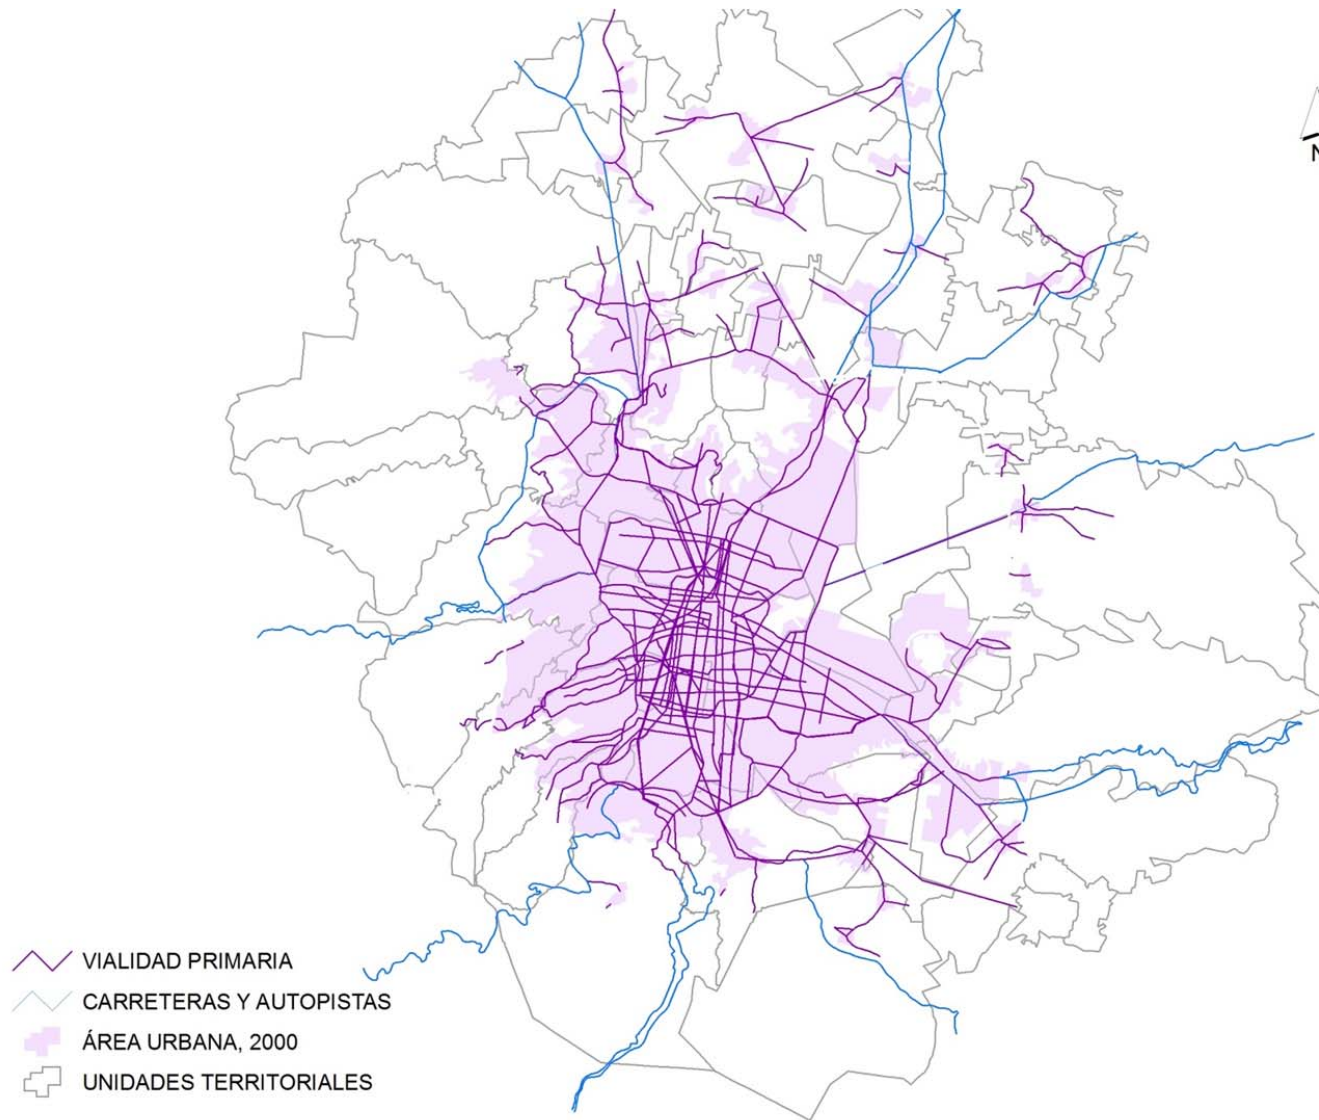 N
VIALIDAD PRIMARIA
CARRETERAS Y AUTOPISTAS
ÁREA URBANA, 2000
UNIDADES TERRITORIALES